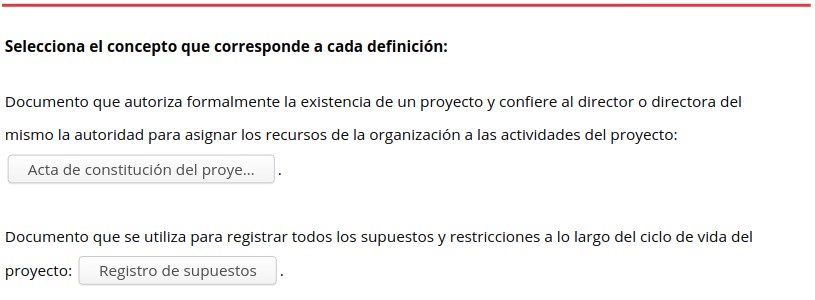 Selecciona el concepto que corresponde a cada definición:
Documento que autoriza formalmente la existencia de un proyecto y confiere al director o directora del
mismo la autoridad para asignar los recursos de la organización a las actividades del proyecto:
Acta de constitución del proye... .
Documento que se utiliza para registrar todos los supuestos y restricciones a lo largo del ciclo de vida del
proyecto: Registro de supuestos .